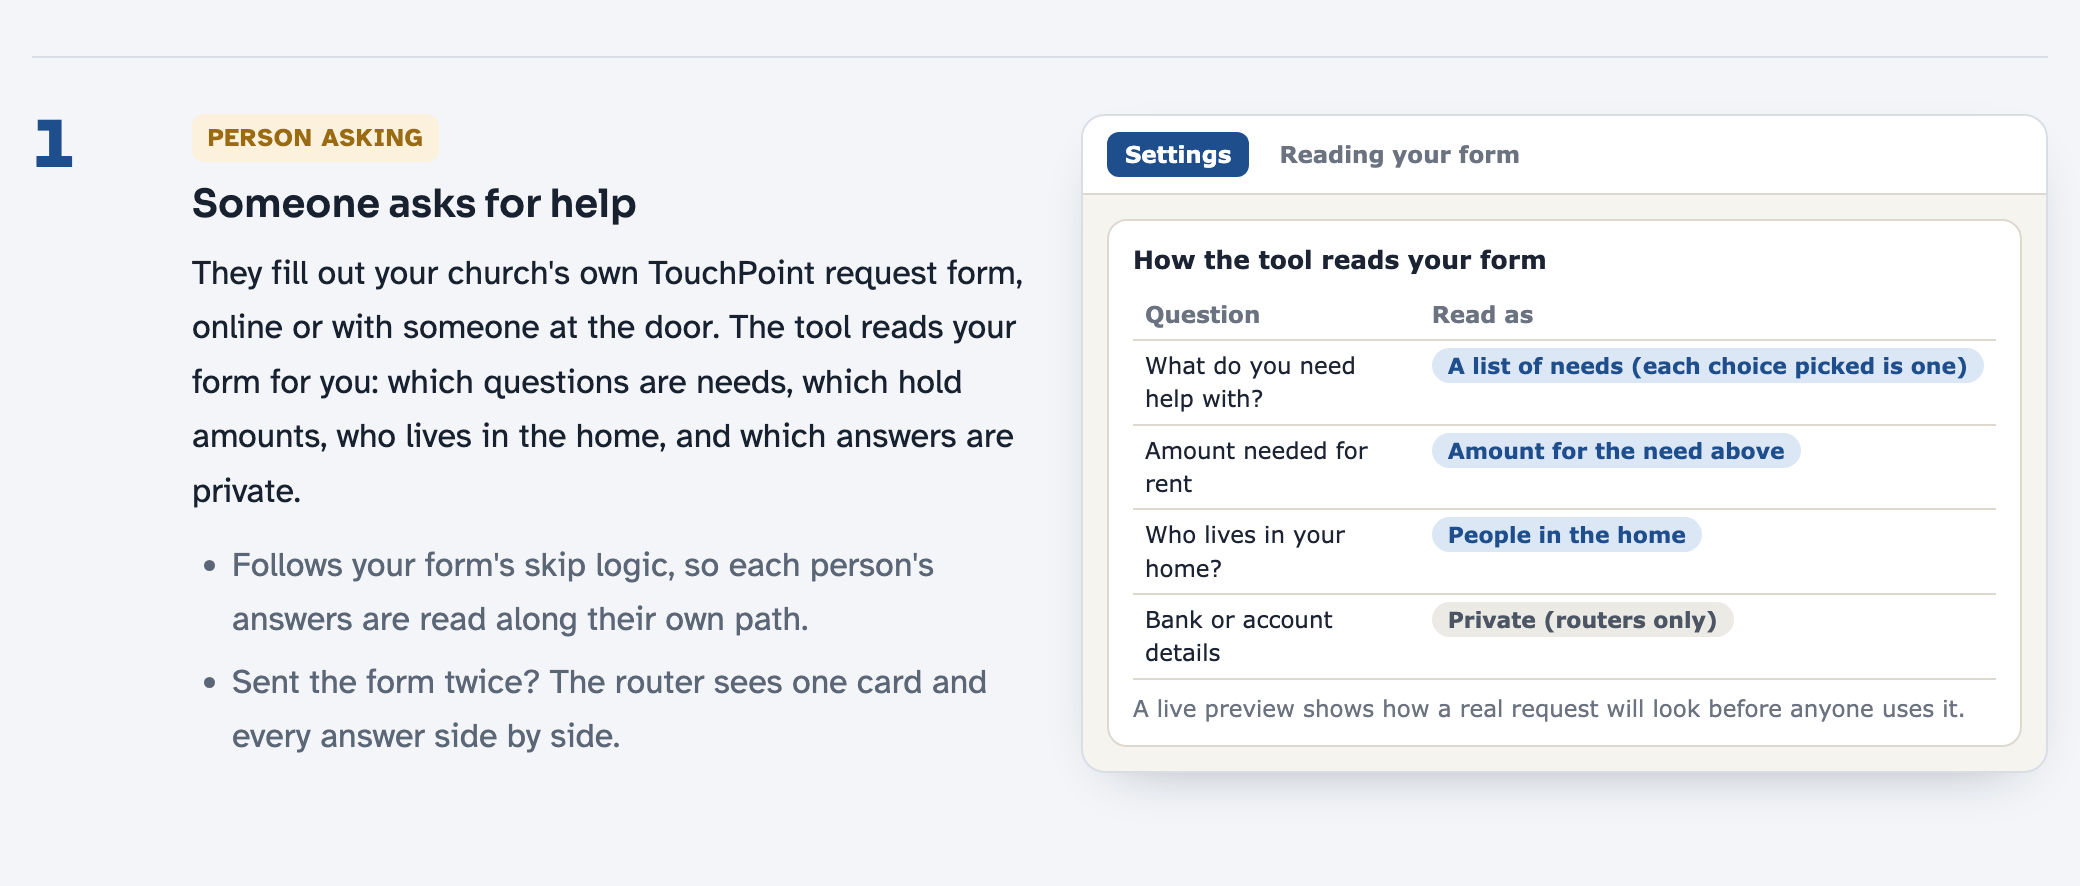 1
PERSON ASKING
Someone asks for help
They fill out your church's own TouchPoint request form,
online or with someone at the door. The tool reads your
form for you: which questions are needs, which hold
amounts, who lives in the home, and which answers are
private.
• Follows your form's skip logic, so each person's
answers are read along their own path.
• Sent the form twice? The router sees one card and
every answer side by side.
Settings Reading your form
How the tool reads your form
Question Read as
What do you need A list of needs (each choice picked is one)
help with?
Amount needed for Amount for the need above
rent
Who lives in your People in the home
home?
Bank or account Private (routers only)
details
A live preview shows how a real request will look before anyone uses it.